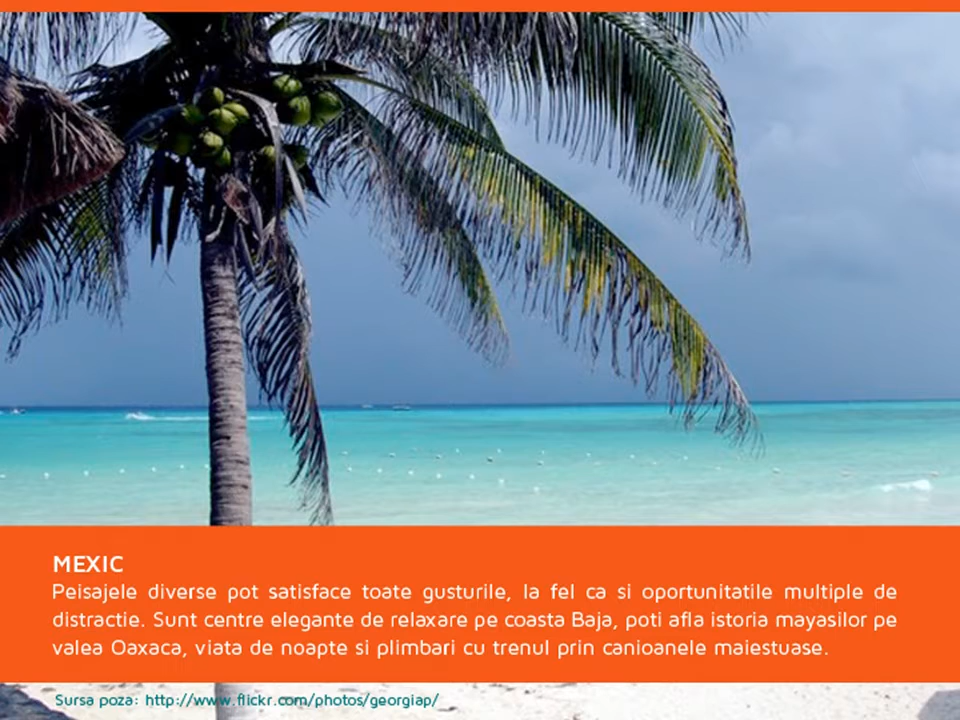 MEXIC
Peisajele diverse pot satisface toate gusturile, la fel ca si oportunitatile multiple de
distractie. Sunt centre elegante de relaxare pe coasta Baja, poti afla istoria mayasilor pe
valea Oaxaca, viata de noapte si plimbari cu trenul prin canioanele maiestuase.
Sursa poza: http://www.flickr.com/photos/georgiap/